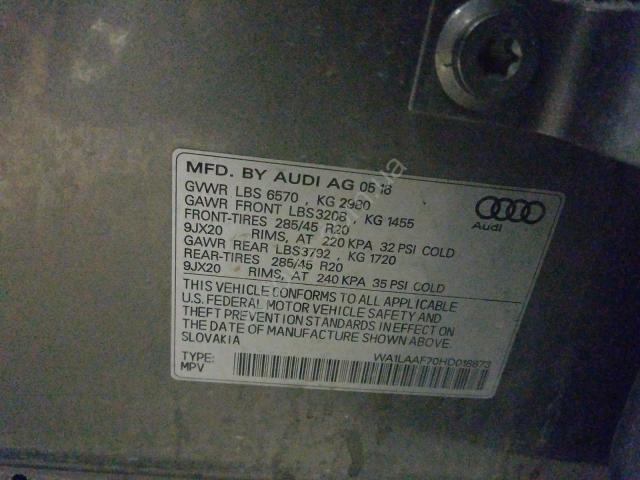 MFD. BY AUDI AG 05 16
GVWR LBS 6570 , KG 2980
GAWR FRONT LBS3208 , KG 1455
FRONT-TIRES 285/45 R20
9JX20 RIMS, AT 220 KPA 32 PSI COLD
GAWR REAR LBS3792 , KG 1720
REAR-TIRES 285/45 R20
9JX20 RIMS, AT 240 KPA 35 PSI COLD
THIS VEHICLE CONFORMS TO ALL APPLICABLE
U.S. FEDERAL MOTOR VEHICLE SAFETY AND
THEFT PREVENTION STANDARDS IN EFFECT ON
THE DATE OF MANUFACTURE SHOWN ABOVE.
SLOVAKIA
TYPE:
MPV
WA1LAAF70HD018873
Audi